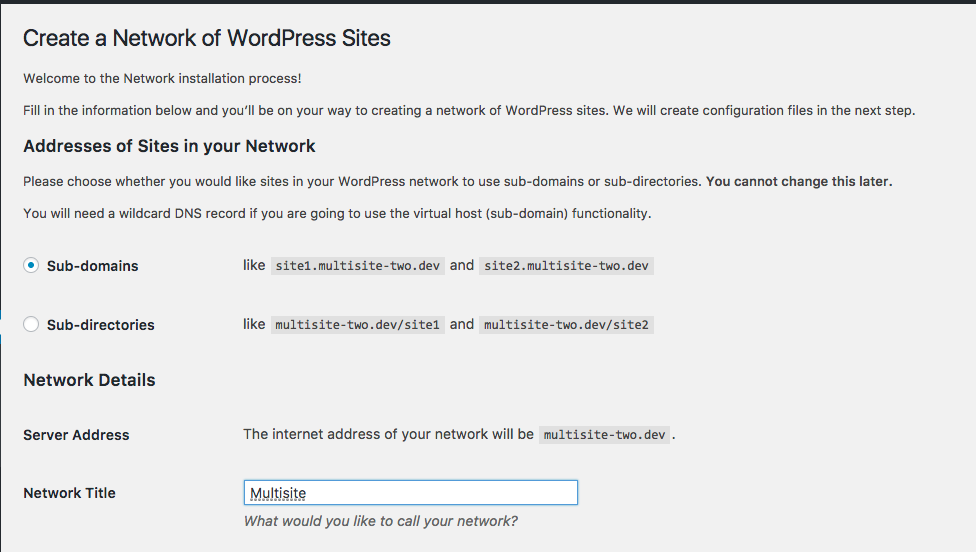 Create a Network of WordPress Sites
Welcome to the Network installation process!
Fill in the information below and you’ll be on your way to creating a network of WordPress sites. We will create configuration files in the next step.
Addresses of Sites in your Network
Please choose whether you would like sites in your WordPress network to use sub-domains or sub-directories. You cannot change this later.
You will need a wildcard DNS record if you are going to use the virtual host (sub-domain) functionality.
Sub-domains like site1.multisite-two.dev and site2.multisite-two.dev
Sub-directories like multisite-two.dev/site1 and multisite-two.dev/site2
Network Details
Server Address The internet address of your network will be multisite-two.dev .
Network Title Multisite
What would you like to call your network?